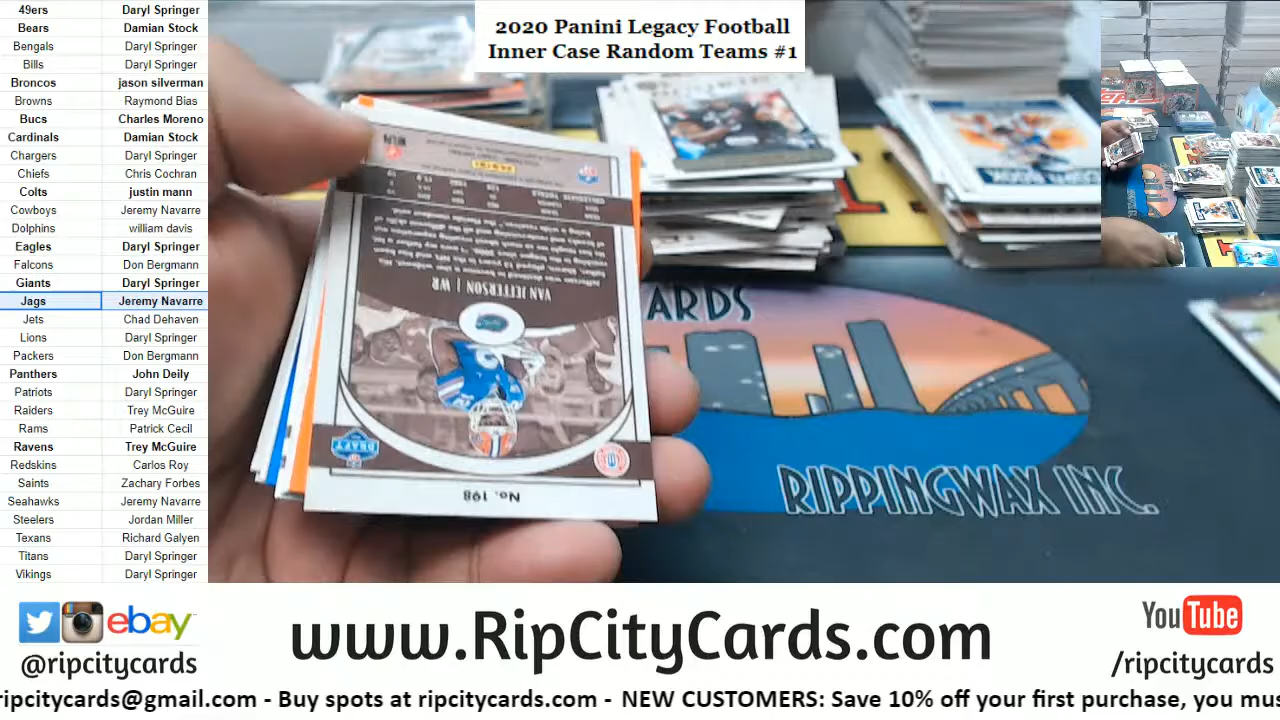 49ers Daryl Springer
Bears Damian Stock
Bengals Daryl Springer
Bills Daryl Springer
Broncos jason silverman
Browns Raymond Bias
Bucs Charles Moreno
Cardinals Damian Stock
Chargers Daryl Springer
Chiefs Chris Cochran
Colts justin mann
Cowboys Jeremy Navarre
Dolphins william davis
Eagles Daryl Springer
Falcons Don Bergmann
Giants Daryl Springer
Jags Jeremy Navarre
Jets Chad Dehaven
Lions Daryl Springer
Packers Don Bergmann
Panthers John Deily
Patriots Daryl Springer
Raiders Trey McGuire
Rams Patrick Cecil
Ravens Trey McGuire
Redskins Carlos Roy
Saints Zachary Forbes
Seahawks Jeremy Navarre
Steelers Jordan Miller
Texans Richard Galyen
Titans Daryl Springer
Vikings Daryl Springer
2020 Panini Legacy Football
Inner Case Random Teams #1
PANINI
VAN JEFFERSON | WR
DRAFT
No. 198
ARDS
RIPPINGWAX INC.
ebay
@ripcitycards
www.RipCityCards.com
YouTube
/ripcitycards
ripcitycards@gmail.com - Buy spots at ripcitycards.com - NEW CUSTOMERS: Save 10% off your first purchase, you mus